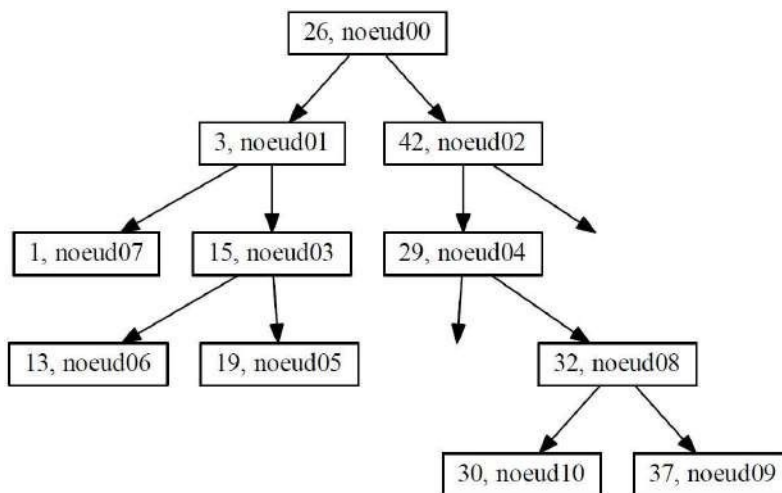 26, noeud00
3, noeud01
42, noeud02
1, noeud07
15, noeud03
29, noeud04
13, noeud06
19, noeud05
32, noeud08
30, noeud10
37, noeud09